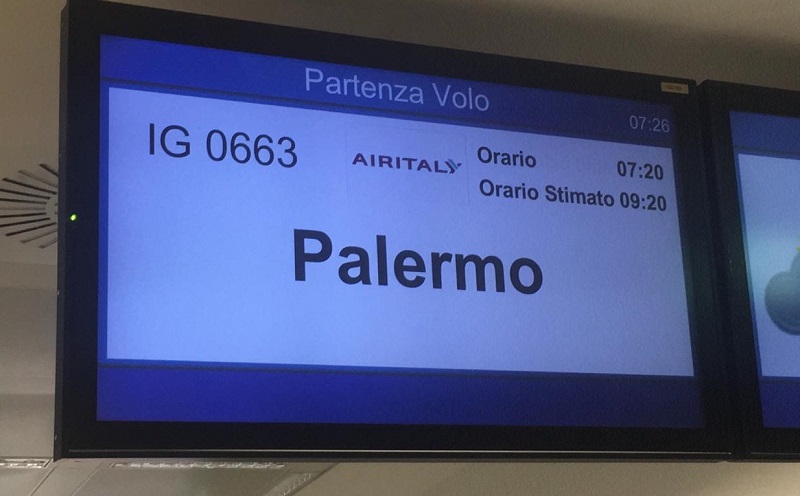 Partenza Volo
07:26
IG 0663
AIRITALY
Orario 07:20
Orario Stimato 09:20
Palermo